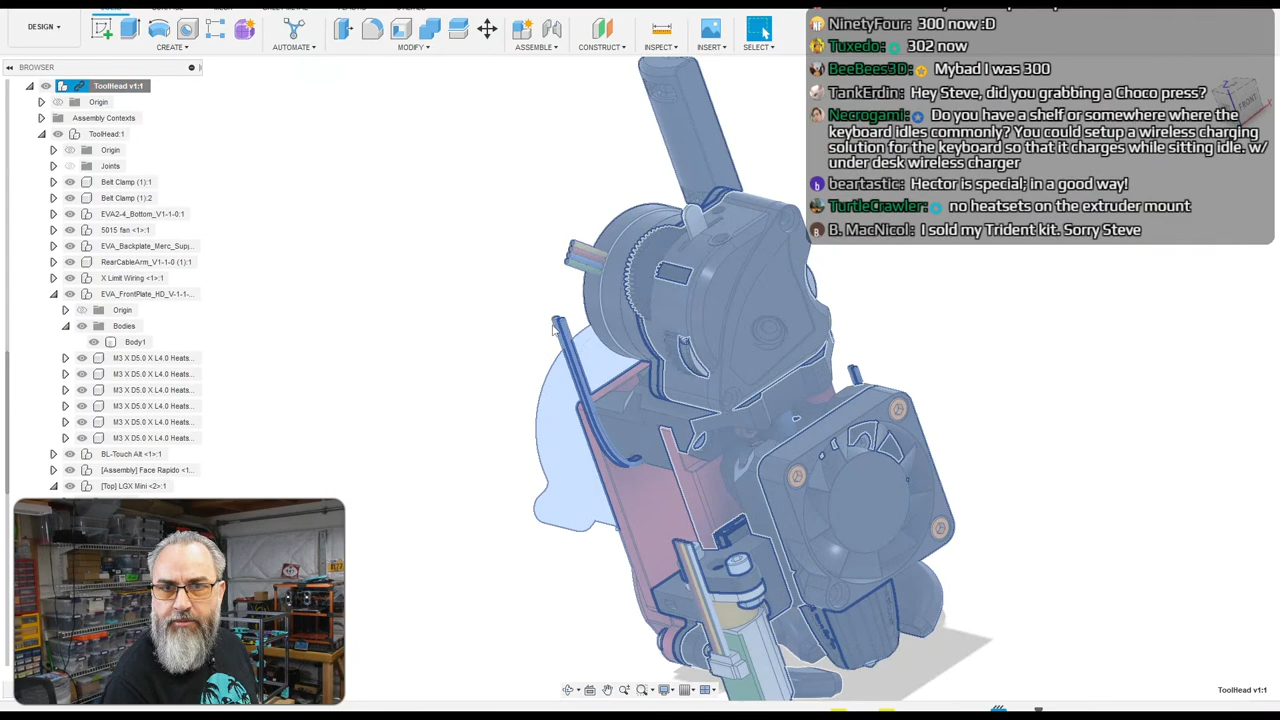 DESIGN
CREATE
AUTOMATE
MODIFY
ASSEMBLE
CONSTRUCT
INSPECT
INSERT
SELECT
NinetyFour: 300 now :D
Tuxedo: 302 now
BeeBees3D: Mybad I was 300
TankErdin: Hey Steve, did you grabbing a Choco press?
Necrogami: Do you have a shelf or somewhere where the
keyboard idles commonly? You could setup a wireless charging
solution for the keyboard so that it charges while sitting idle. w/
under desk wireless charger
beartastic: Hector is special; in a good way!
TurtleCrawler: no heatsets on the extruder mount
B. MacNicol: I sold my Trident kit. Sorry Steve
BROWSER
ToolHead v1:1
Origin
Assembly Contexts
ToolHead:1
Origin
Joints
Belt Clamp (1):1
Belt Clamp (1):2
EVA2-4_Bottom_V1-1-0:1
5015 fan <1>:1
EVA_Backplate_Merc_Supp...
RearCableArm_V1-1-0 (1):1
X Limit Wiring <1>:1
EVA_FrontPlate_HD_V-1-1-...
Origin
Bodies
Body1
M3 X D5.0 X L4.0 Heats...
M3 X D5.0 X L4.0 Heats...
M3 X D5.0 X L4.0 Heats...
M3 X D5.0 X L4.0 Heats...
M3 X D5.0 X L4.0 Heats...
M3 X D5.0 X L4.0 Heats...
BL-Touch Alt <1>:1
[Assembly] Face Rapido <1...
[Top] LGX Mini <2>:1
Z
FRONT
X
ToolHead v1:1